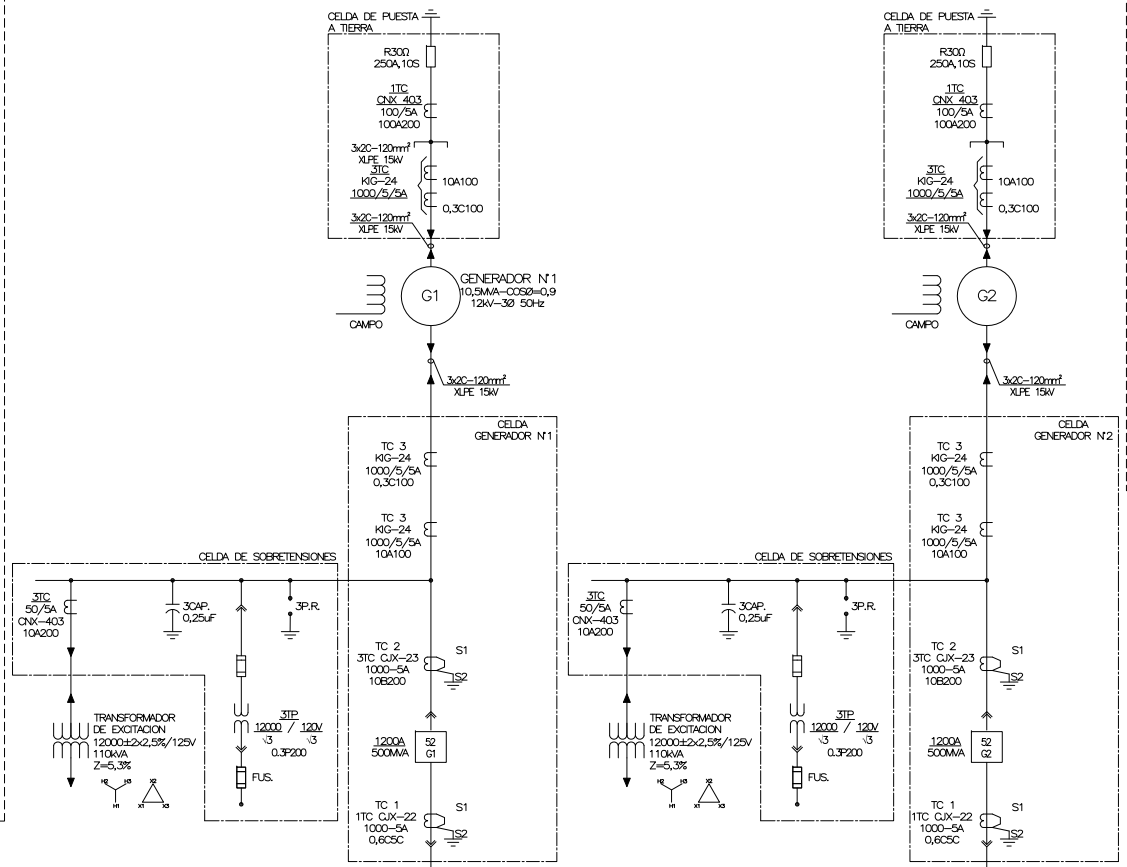 CELDA DE PUESTA
A TIERRA
R30Ω
250A,10S
1TC
CNX 403
100/5A
100A200
3x2C-120mm²
XLPE 15kV
3TC
KIG-24
1000/5/5A
10A100
0,3C100
3x2C-120mm²
XLPE 15kV
G1
GENERADOR N°1
10,5MVA-COSØ=0,9
12kV-3Ø 50Hz
CAMPO
3x2C-120mm²
XLPE 15kV
CELDA
GENERADOR N°1
TC 3
KIG-24
1000/5/5A
0,3C100
TC 3
KIG-24
1000/5/5A
10A100
CELDA DE SOBRETENSIONES
3TC
50/5A
CNX-403
10A200
3CAP.
0,25uF
3P.R.
TC 2
3TC CJX-23
1000-5A
10B200
S1
S2
TRANSFORMADOR
DE EXCITACION
12000±2x2,5%/125V
110kVA
Z=5,3%
H2 H3
H1
X2
X1 X3
3TP
12000 / 120V
√3 √3
0.3P200
FUS.
1200A
500MVA
52
G1
TC 1
1TC CJX-22
1000-5A
0,6C5C
S1
S2
CELDA DE PUESTA
A TIERRA
R30Ω
250A,10S
1TC
CNX 403
100/5A
100A200
3TC
KIG-24
1000/5/5A
10A100
0,3C100
3x2C-120mm²
XLPE 15kV
G2
CAMPO
3x2C-120mm²
XLPE 15kV
CELDA
GENERADOR N°2
TC 3
KIG-24
1000/5/5A
0,3C100
TC 3
KIG-24
1000/5/5A
10A100
CELDA DE SOBRETENSIONES
3TC
50/5A
CNX-403
10A200
3CAP.
0,25uF
3P.R.
TC 2
3TC CJX-23
1000-5A
10B200
S1
S2
TRANSFORMADOR
DE EXCITACION
12000±2x2,5%/125V
110kVA
Z=5,3%
H2 H3
H1
X2
X1 X3
3TP
12000 / 120V
√3 √3
0.3P200
FUS.
1200A
500MVA
52
G2
TC 1
1TC CJX-22
1000-5A
0,6C5C
S1
S2